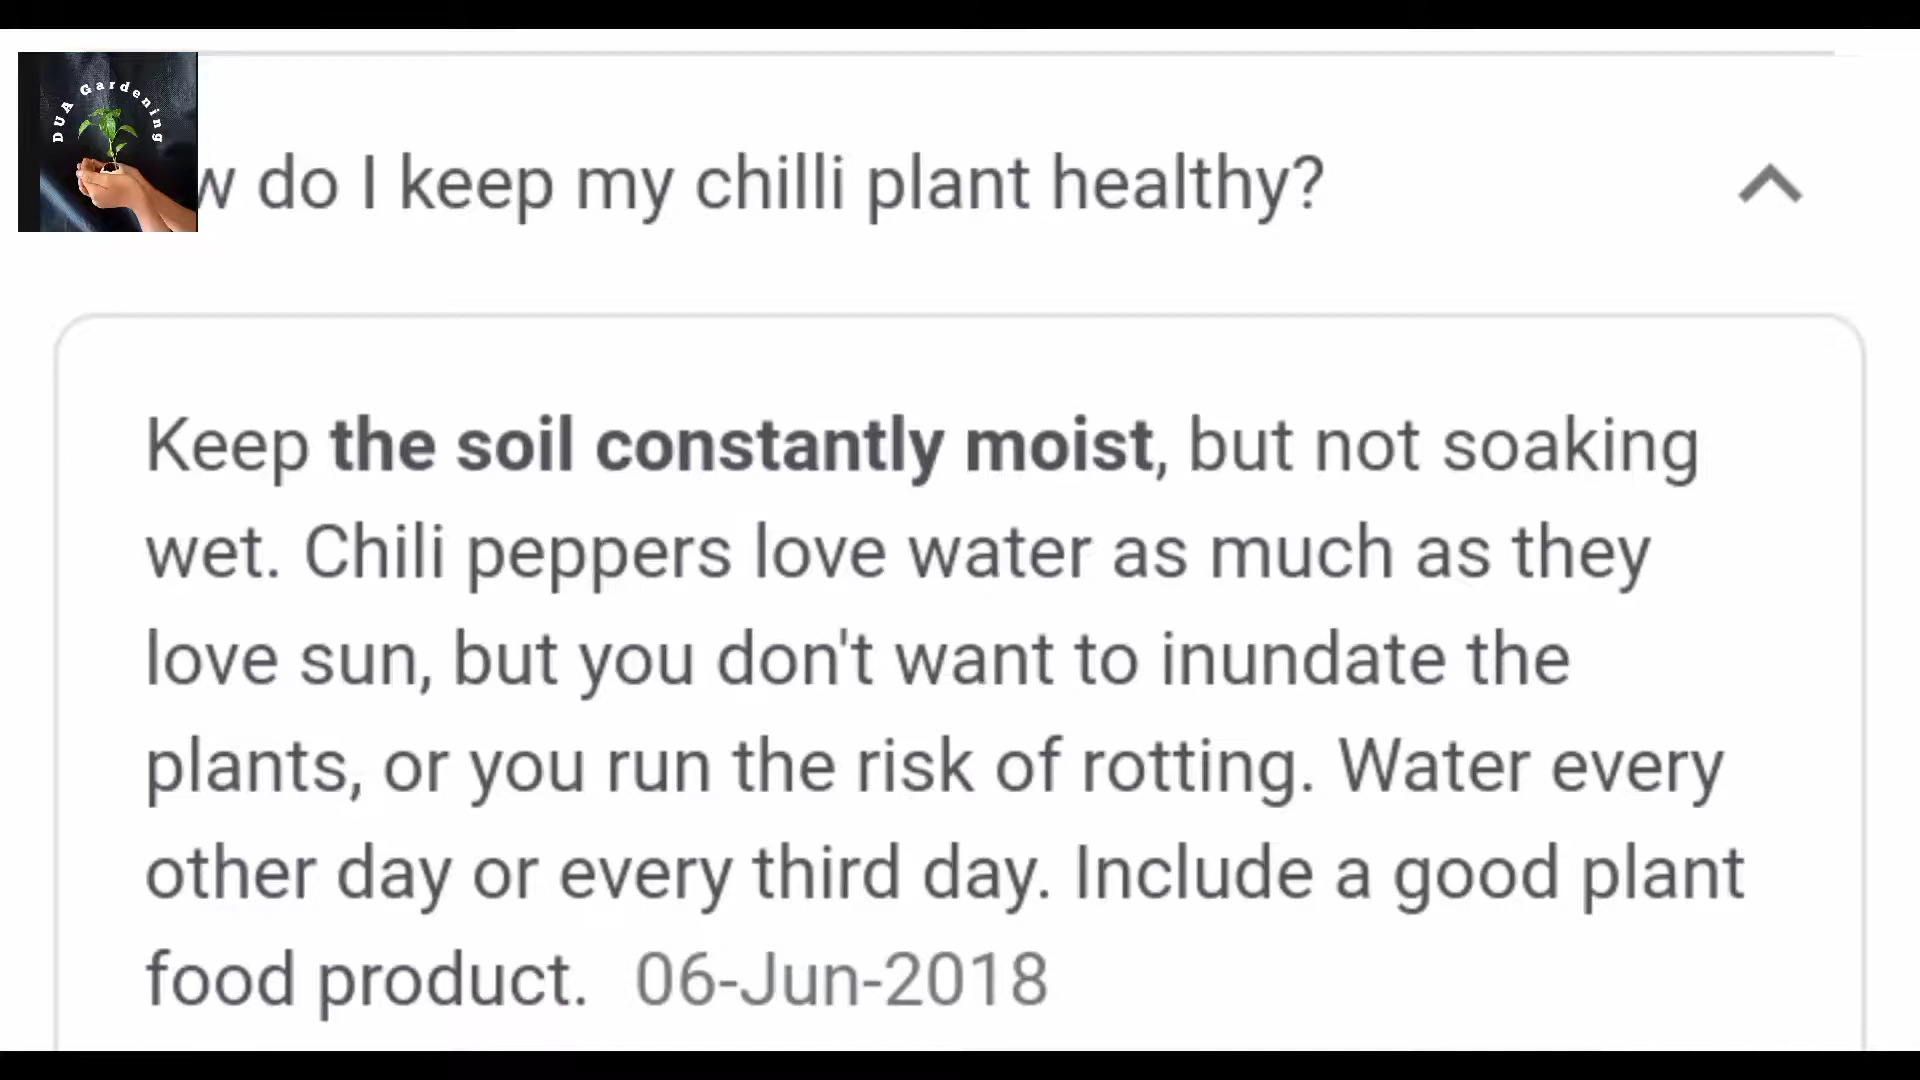 DUA Gardening
w do I keep my chilli plant healthy?
Keep the soil constantly moist, but not soaking
wet. Chili peppers love water as much as they
love sun, but you don't want to inundate the
plants, or you run the risk of rotting. Water every
other day or every third day. Include a good plant
food product. 06-Jun-2018